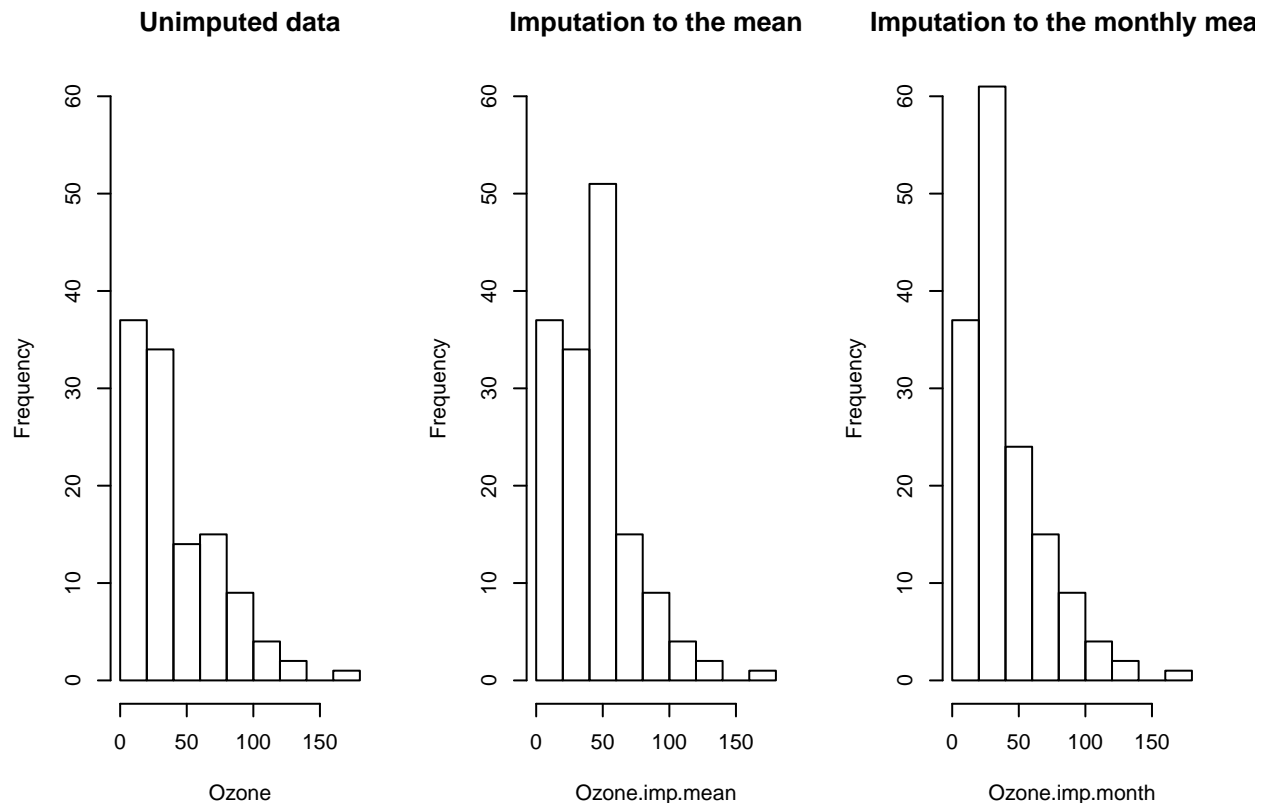 Unimputed data
Frequency
60
50
40
30
20
10
0
0 50 100 150
Ozone
Imputation to the mean
Frequency
60
50
40
30
20
10
0
0 50 100 150
Ozone.imp.mean
Imputation to the monthly mea
Frequency
60
50
40
30
20
10
0
0 50 100 150
Ozone.imp.month